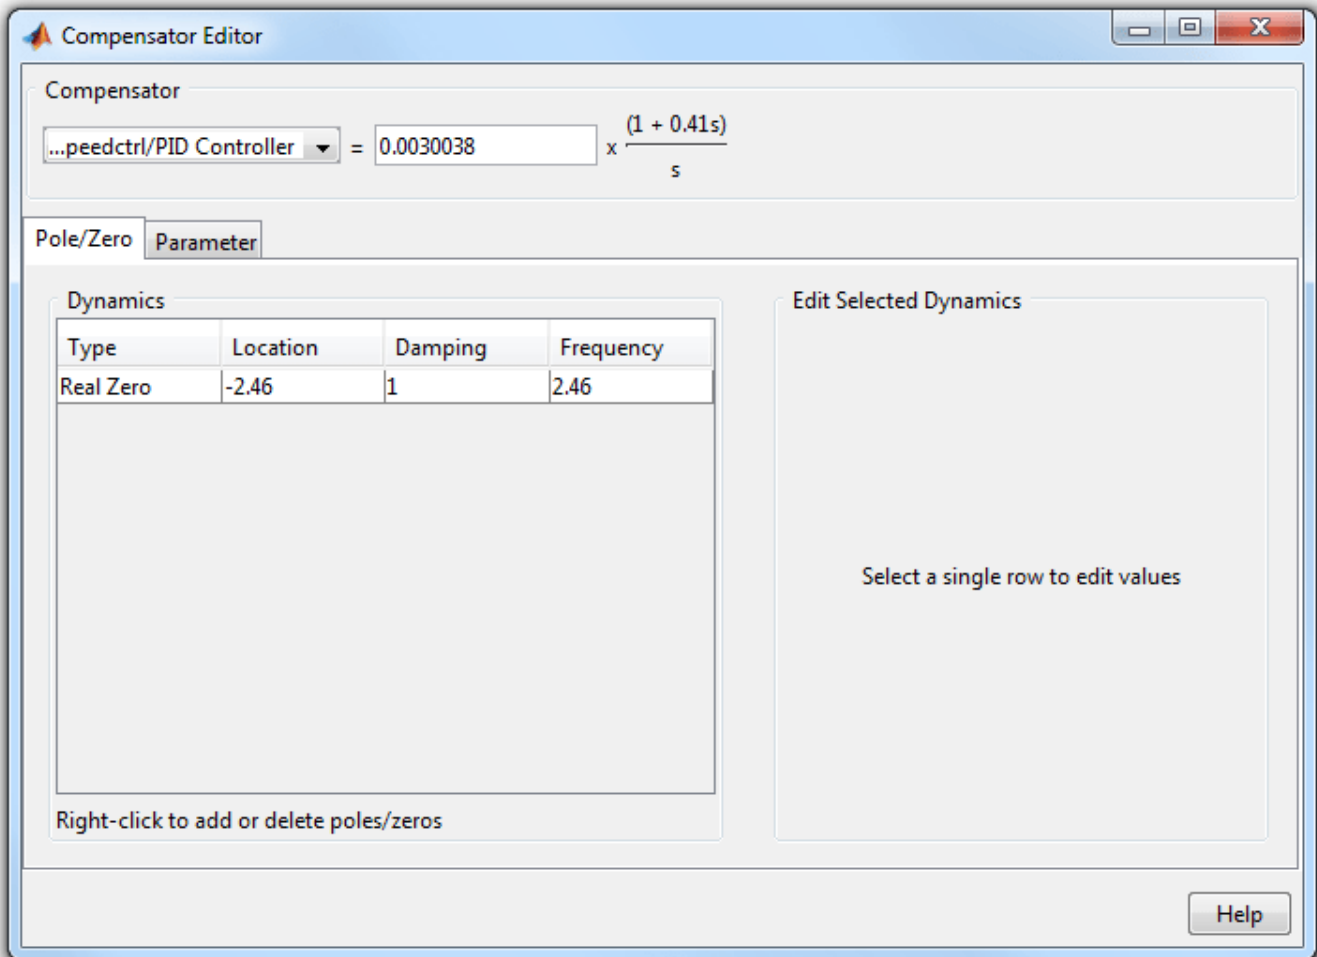 Compensator Editor
X
Compensator
...peedctrl/PID Controller = 0.0030038 x (1 + 0.41s)
s
Pole/Zero Parameter
Dynamics Edit Selected Dynamics
Type Location Damping Frequency
Real Zero -2.46 1 2.46
Select a single row to edit values
Right-click to add or delete poles/zeros
Help